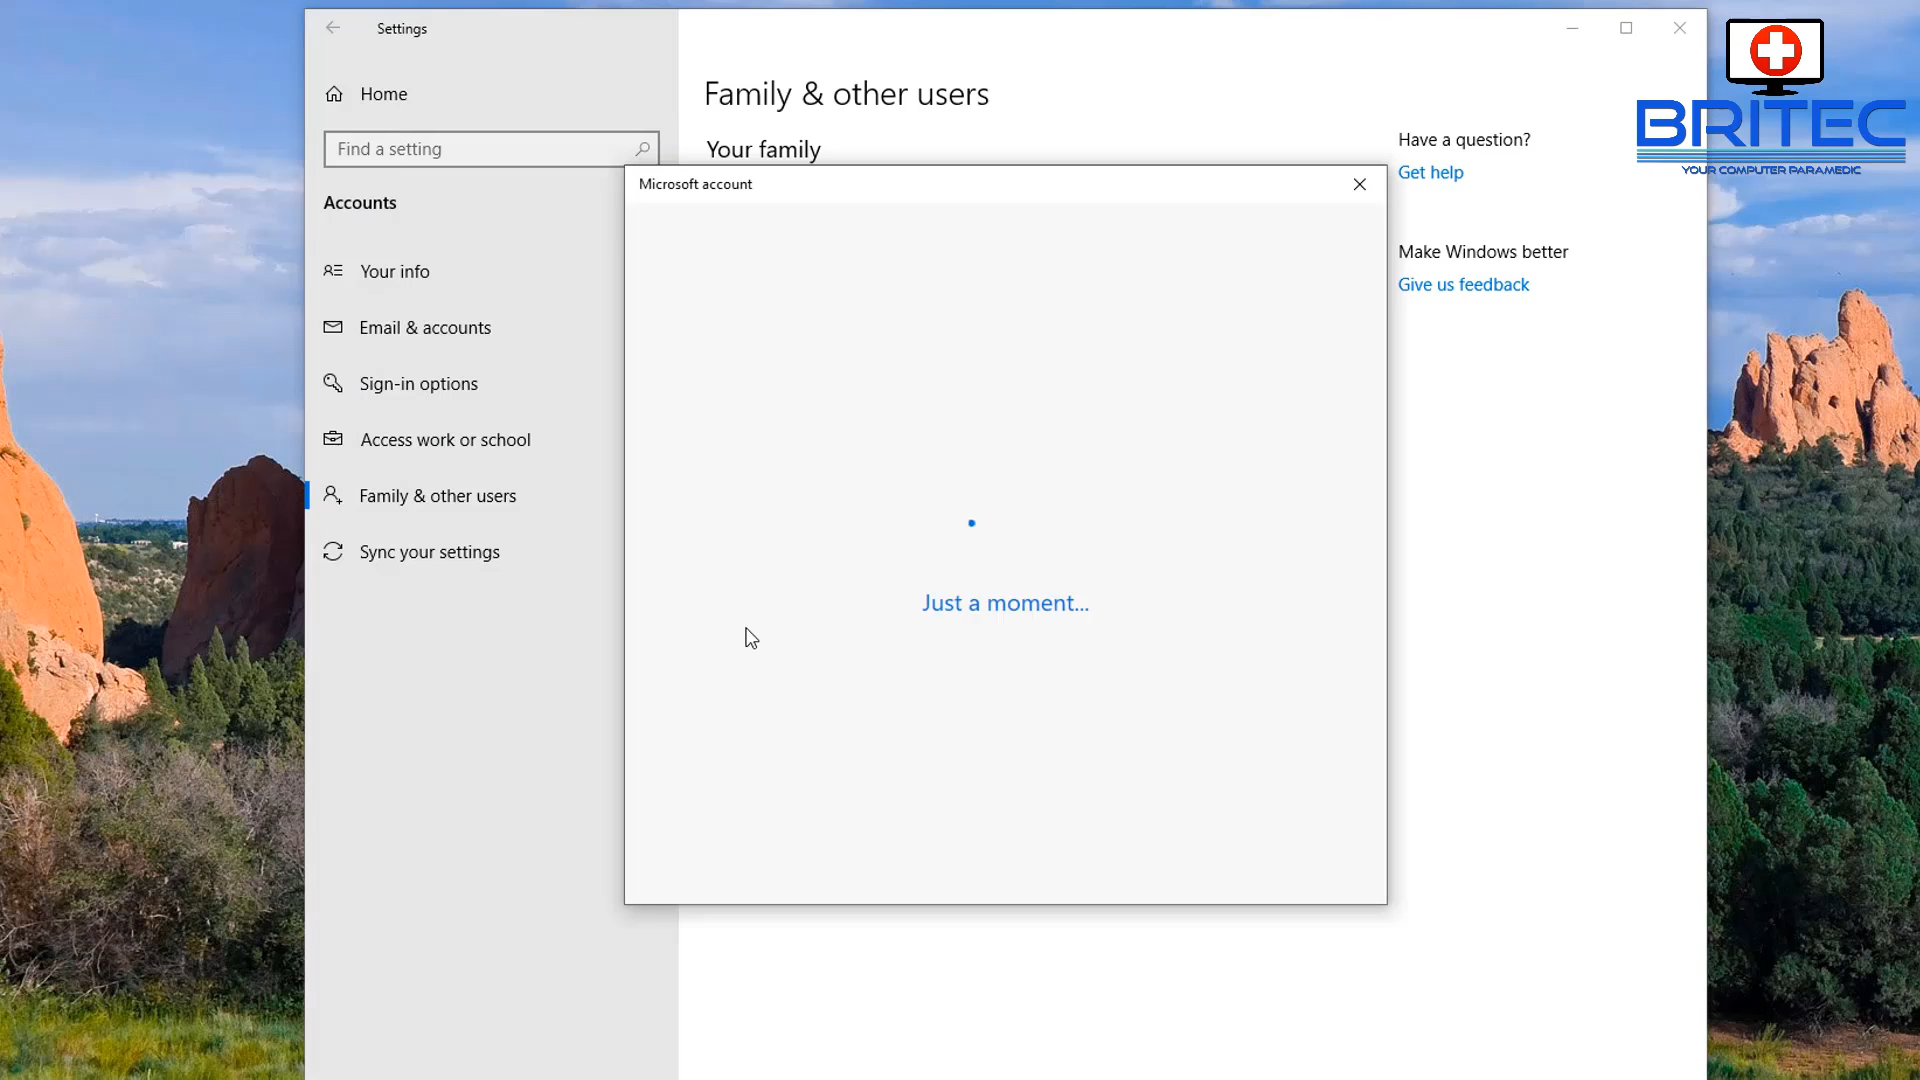 Settings
Home
Find a setting
Accounts
Your info
Email & accounts
Sign-in options
Access work or school
Family & other users
Sync your settings
Family & other users
Your family
Microsoft account
Just a moment...
Have a question?
Get help
Make Windows better
Give us feedback
BRITEC
YOUR COMPUTER PARAMEDIC